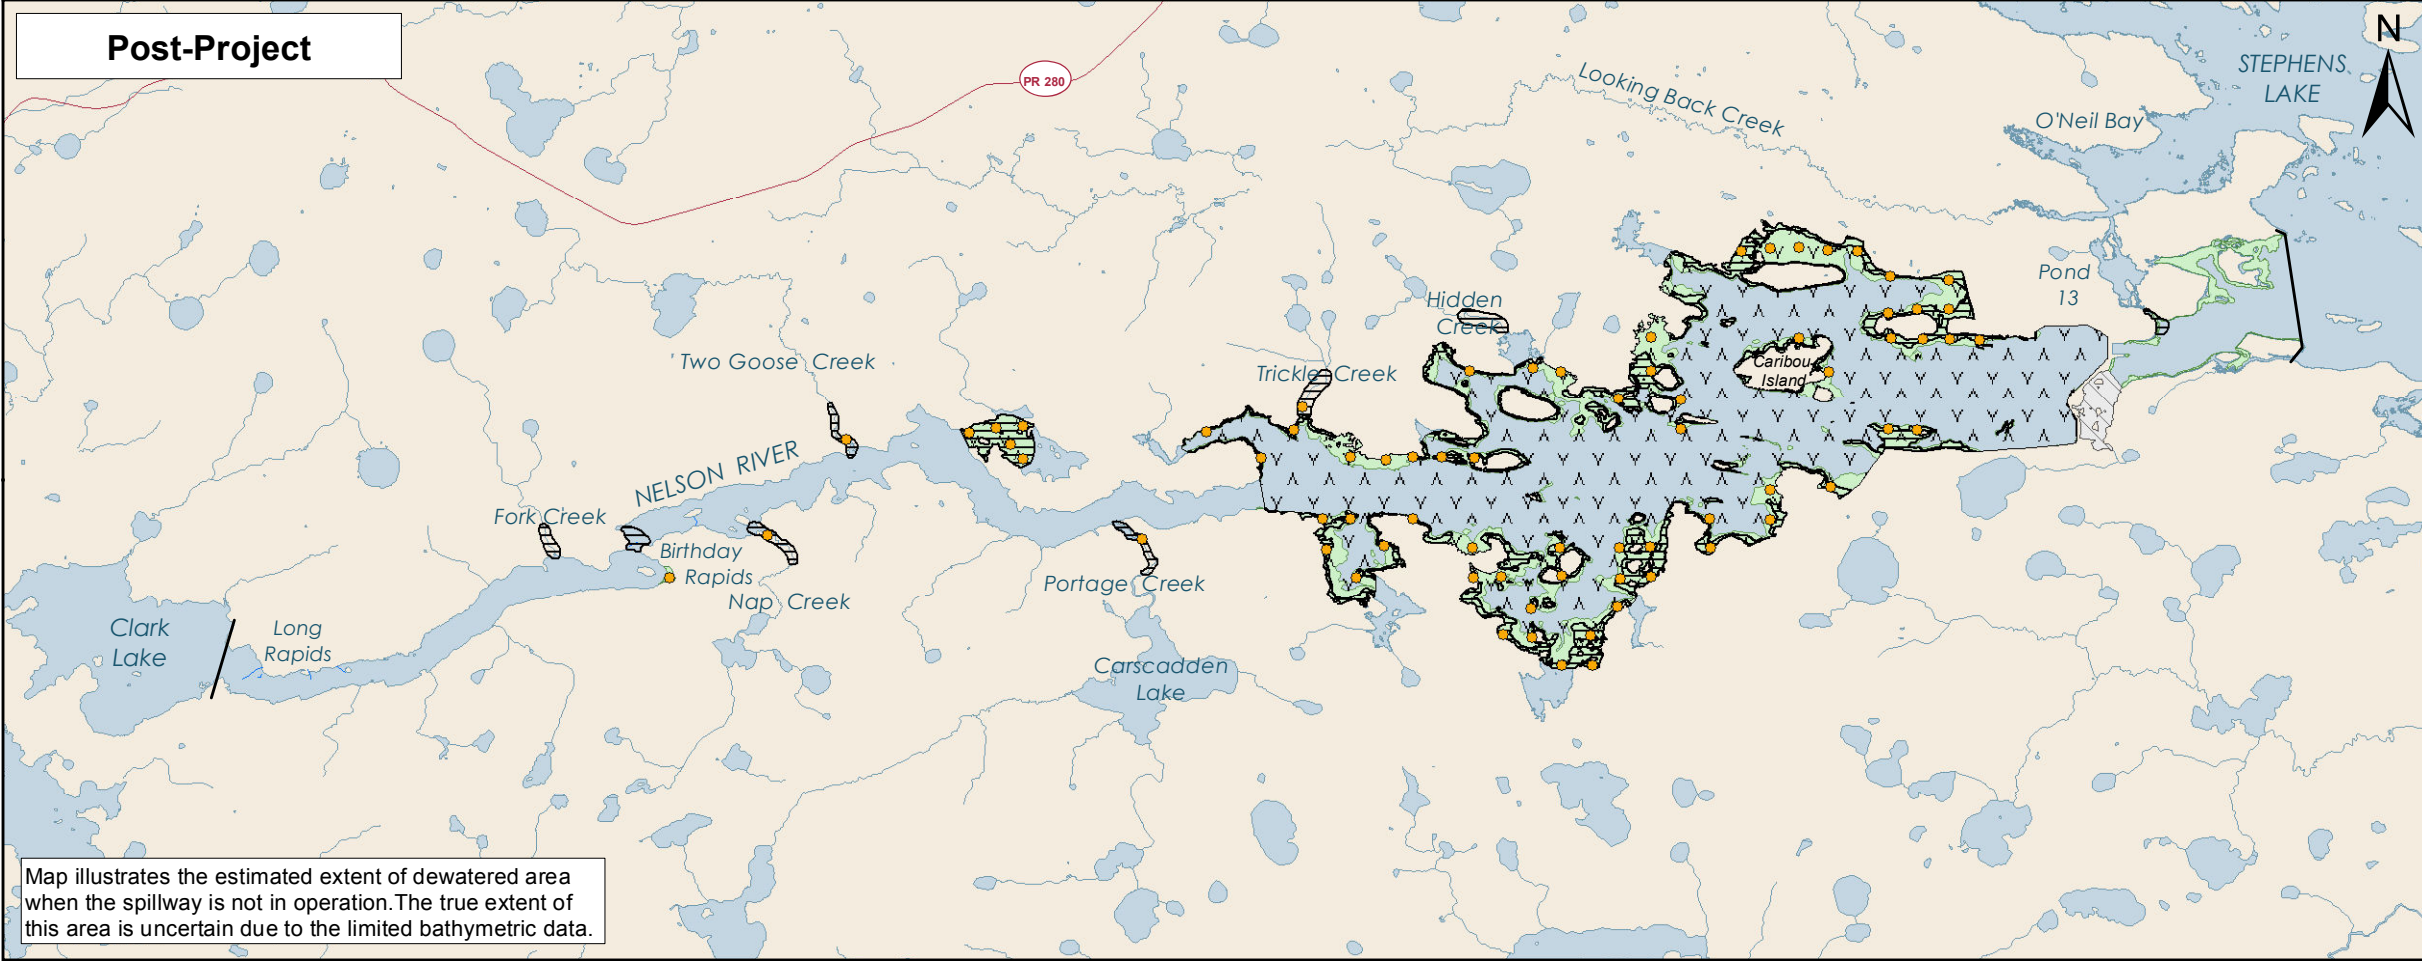 Post-Project
N
PR 280
STEPHENS
LAKE
Looking Back Creek
O'Neil Bay
Pond
13
Hidden
Creek
Two Goose Creek
Trickle Creek
Caribou
Island
NELSON RIVER
Fork Creek
Birthday
Rapids
Nap Creek
Portage Creek
Clark
Lake
Long
Rapids
Carscadden
Lake
Map illustrates the estimated extent of dewatered area
when the spillway is not in operation.The true extent of
this area is uncertain due to the limited bathymetric data.